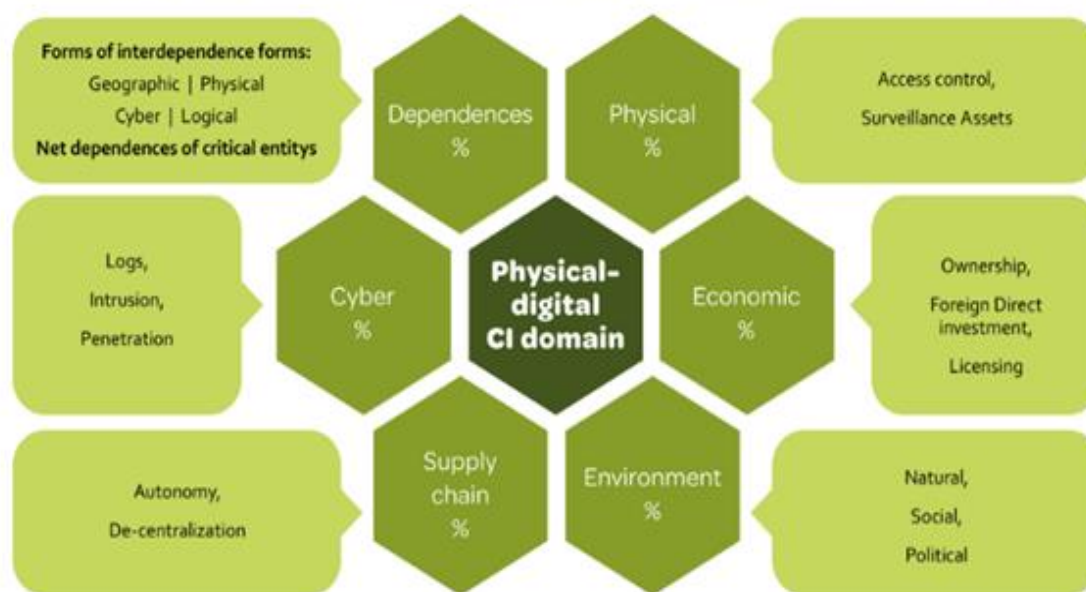 Forms of interdependence forms:
Geographic | Physical
Cyber | Logical
Net dependences of critical entitys
Dependences
%
Physical
%
Access control,
Surveillance Assets
Logs,
Intrusion,
Penetration
Cyber
%
Physical-
digital
CI domain
Economic
%
Ownership,
Foreign Direct
investment,
Licensing
Autonomy,
De-centralization
Supply
chain
%
Environment
%
Natural,
Social,
Political